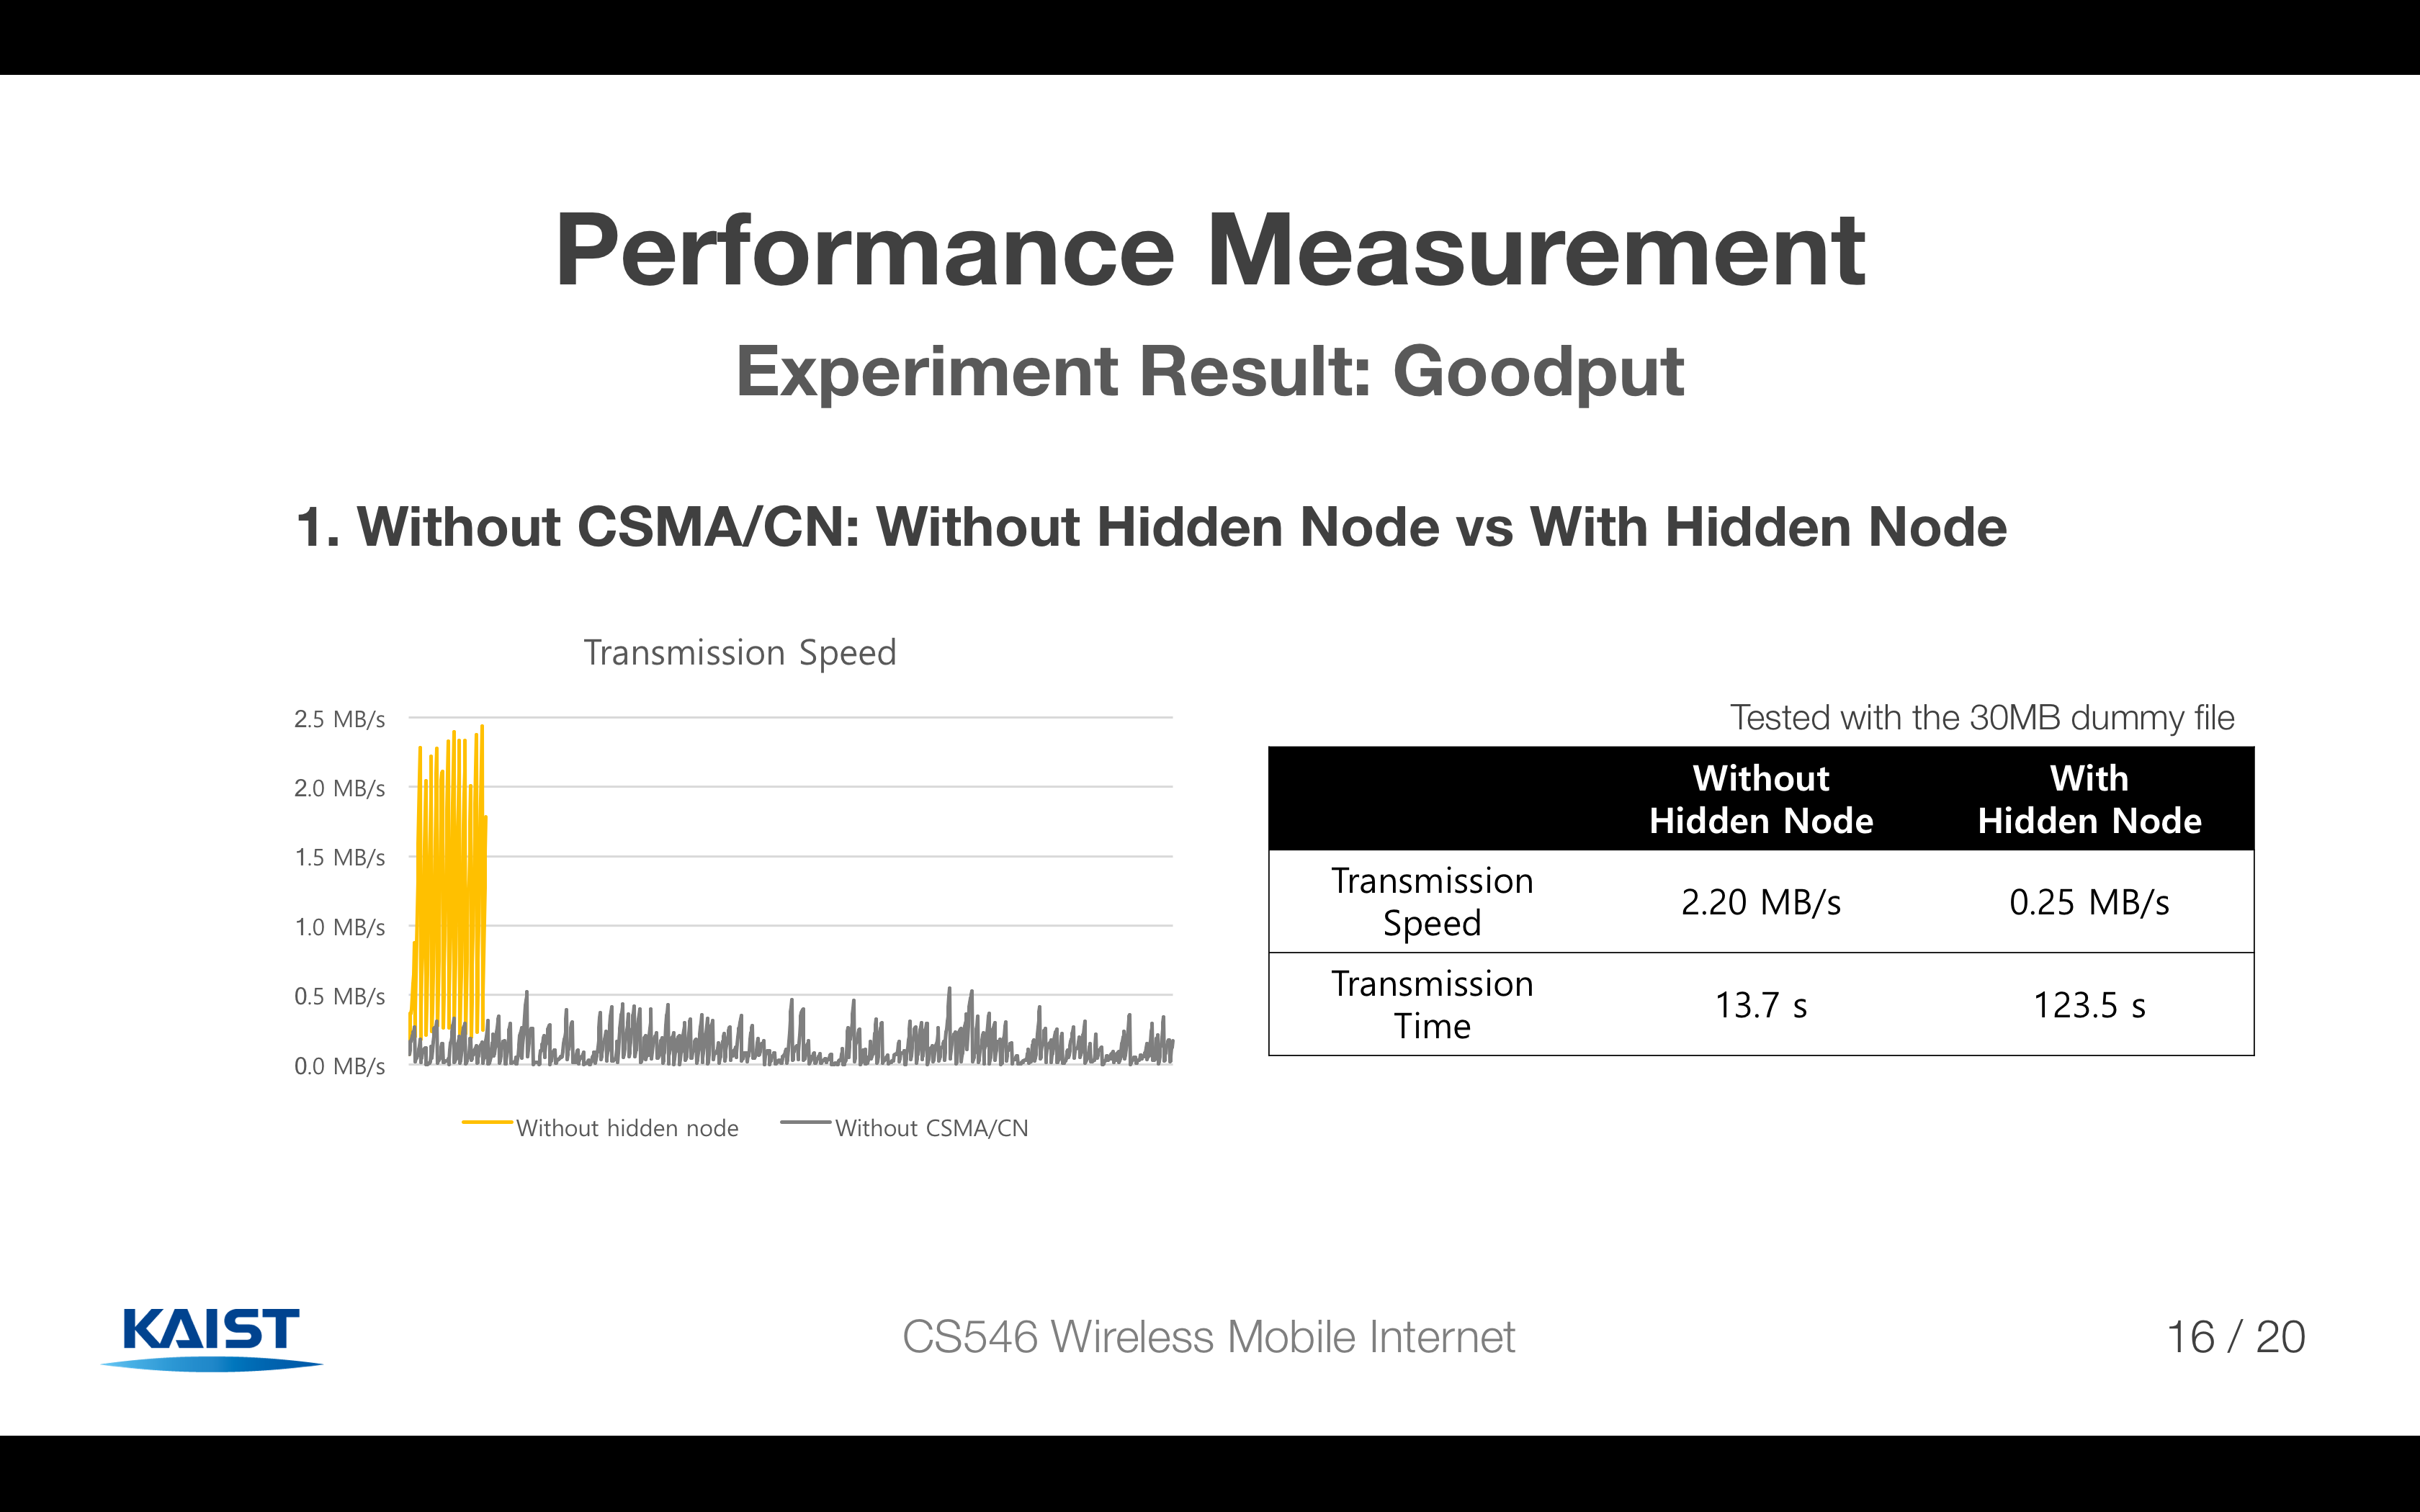 Performance Measurement
Experiment Result: Goodput
1. Without CSMA/CN: Without Hidden Node vs With Hidden Node
Transmission Speed
2.5 MB/s
2.0 MB/s
1.5 MB/s
1.0 MB/s
0.5 MB/s
0.0 MB/s
Without hidden node
Without CSMA/CN
Tested with the 30MB dummy file
Without
Hidden Node
With
Hidden Node
Transmission
Speed
2.20 MB/s
0.25 MB/s
Transmission
Time
13.7 s
123.5 s
KAIST
CS546 Wireless Mobile Internet
16 / 20